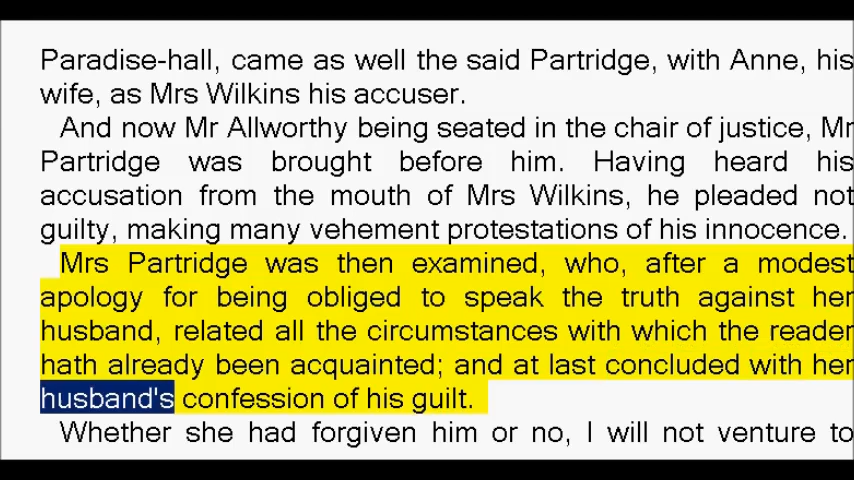 Paradise-hall, came as well the said Partridge, with Anne, his
wife, as Mrs Wilkins his accuser.
And now Mr Allworthy being seated in the chair of justice, Mr
Partridge was brought before him. Having heard his
accusation from the mouth of Mrs Wilkins, he pleaded not
guilty, making many vehement protestations of his innocence.
Mrs Partridge was then examined, who, after a modest
apology for being obliged to speak the truth against her
husband, related all the circumstances with which the reader
hath already been acquainted; and at last concluded with her
husband's confession of his guilt.
Whether she had forgiven him or no, I will not venture to